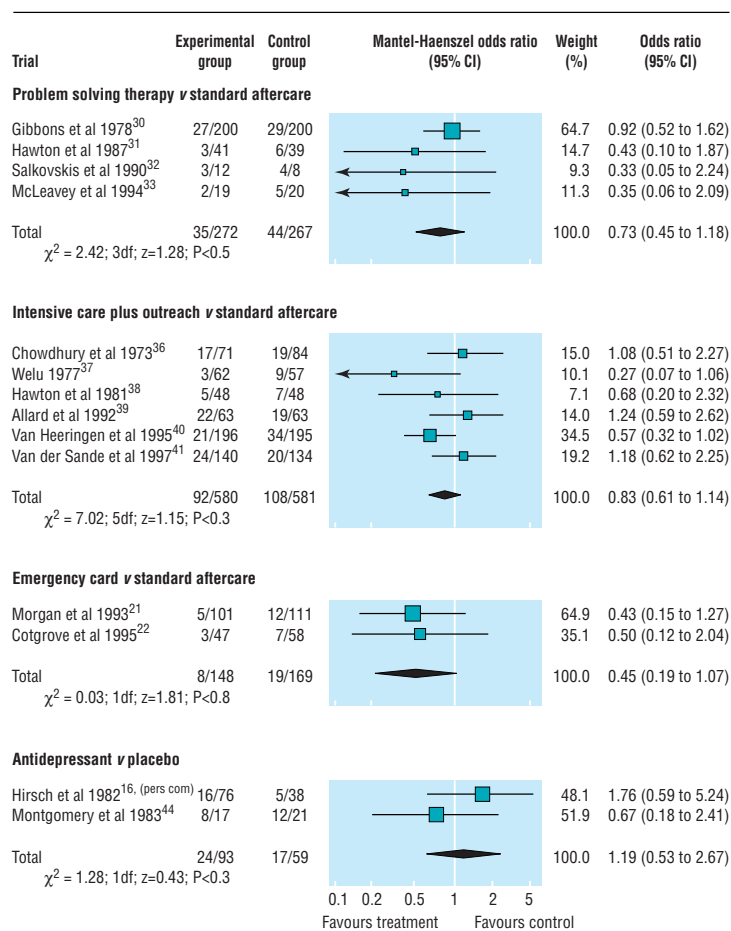 Trial Experimental group Control group Mantel-Haenszel odds ratio (95% CI) Weight (%) Odds ratio (95% CI)
Problem solving therapy v standard aftercare
Gibbons et al 1978³⁰ 27/200 29/200 64.7 0.92 (0.52 to 1.62)
Hawton et al 1987³¹ 3/41 6/39 14.7 0.43 (0.10 to 1.87)
Salkovskis et al 1990³² 3/12 4/8 9.3 0.33 (0.05 to 2.24)
McLeavey et al 1994³³ 2/19 5/20 11.3 0.35 (0.06 to 2.09)
Total 35/272 44/267 100.0 0.73 (0.45 to 1.18)
χ² = 2.42; 3df; z=1.28; P<0.5
Intensive care plus outreach v standard aftercare
Chowdhury et al 1973³⁶ 17/71 19/84 15.0 1.08 (0.51 to 2.27)
Welu 1977³⁷ 3/62 9/57 10.1 0.27 (0.07 to 1.06)
Hawton et al 1981³⁸ 5/48 7/48 7.1 0.68 (0.20 to 2.32)
Allard et al 1992³⁹ 22/63 19/63 14.0 1.24 (0.59 to 2.62)
Van Heeringen et al 1995⁴⁰ 21/196 34/195 34.5 0.57 (0.32 to 1.02)
Van der Sande et al 1997⁴¹ 24/140 20/134 19.2 1.18 (0.62 to 2.25)
Total 92/580 108/581 100.0 0.83 (0.61 to 1.14)
χ² = 7.02; 5df; z=1.15; P<0.3
Emergency card v standard aftercare
Morgan et al 1993²¹ 5/101 12/111 64.9 0.43 (0.15 to 1.27)
Cotgrove et al 1995²² 3/47 7/58 35.1 0.50 (0.12 to 2.04)
Total 8/148 19/169 100.0 0.45 (0.19 to 1.07)
χ² = 0.03; 1df; z=1.81; P<0.8
Antidepressant v placebo
Hirsch et al 1982¹⁶, (pers com) 16/76 5/38 48.1 1.76 (0.59 to 5.24)
Montgomery et al 1983⁴⁴ 8/17 12/21 51.9 0.67 (0.18 to 2.41)
Total 24/93 17/59 100.0 1.19 (0.53 to 2.67)
χ² = 1.28; 1df; z=0.43; P<0.3
0.1 0.2 0.5 1 2 5
Favours treatment Favours control